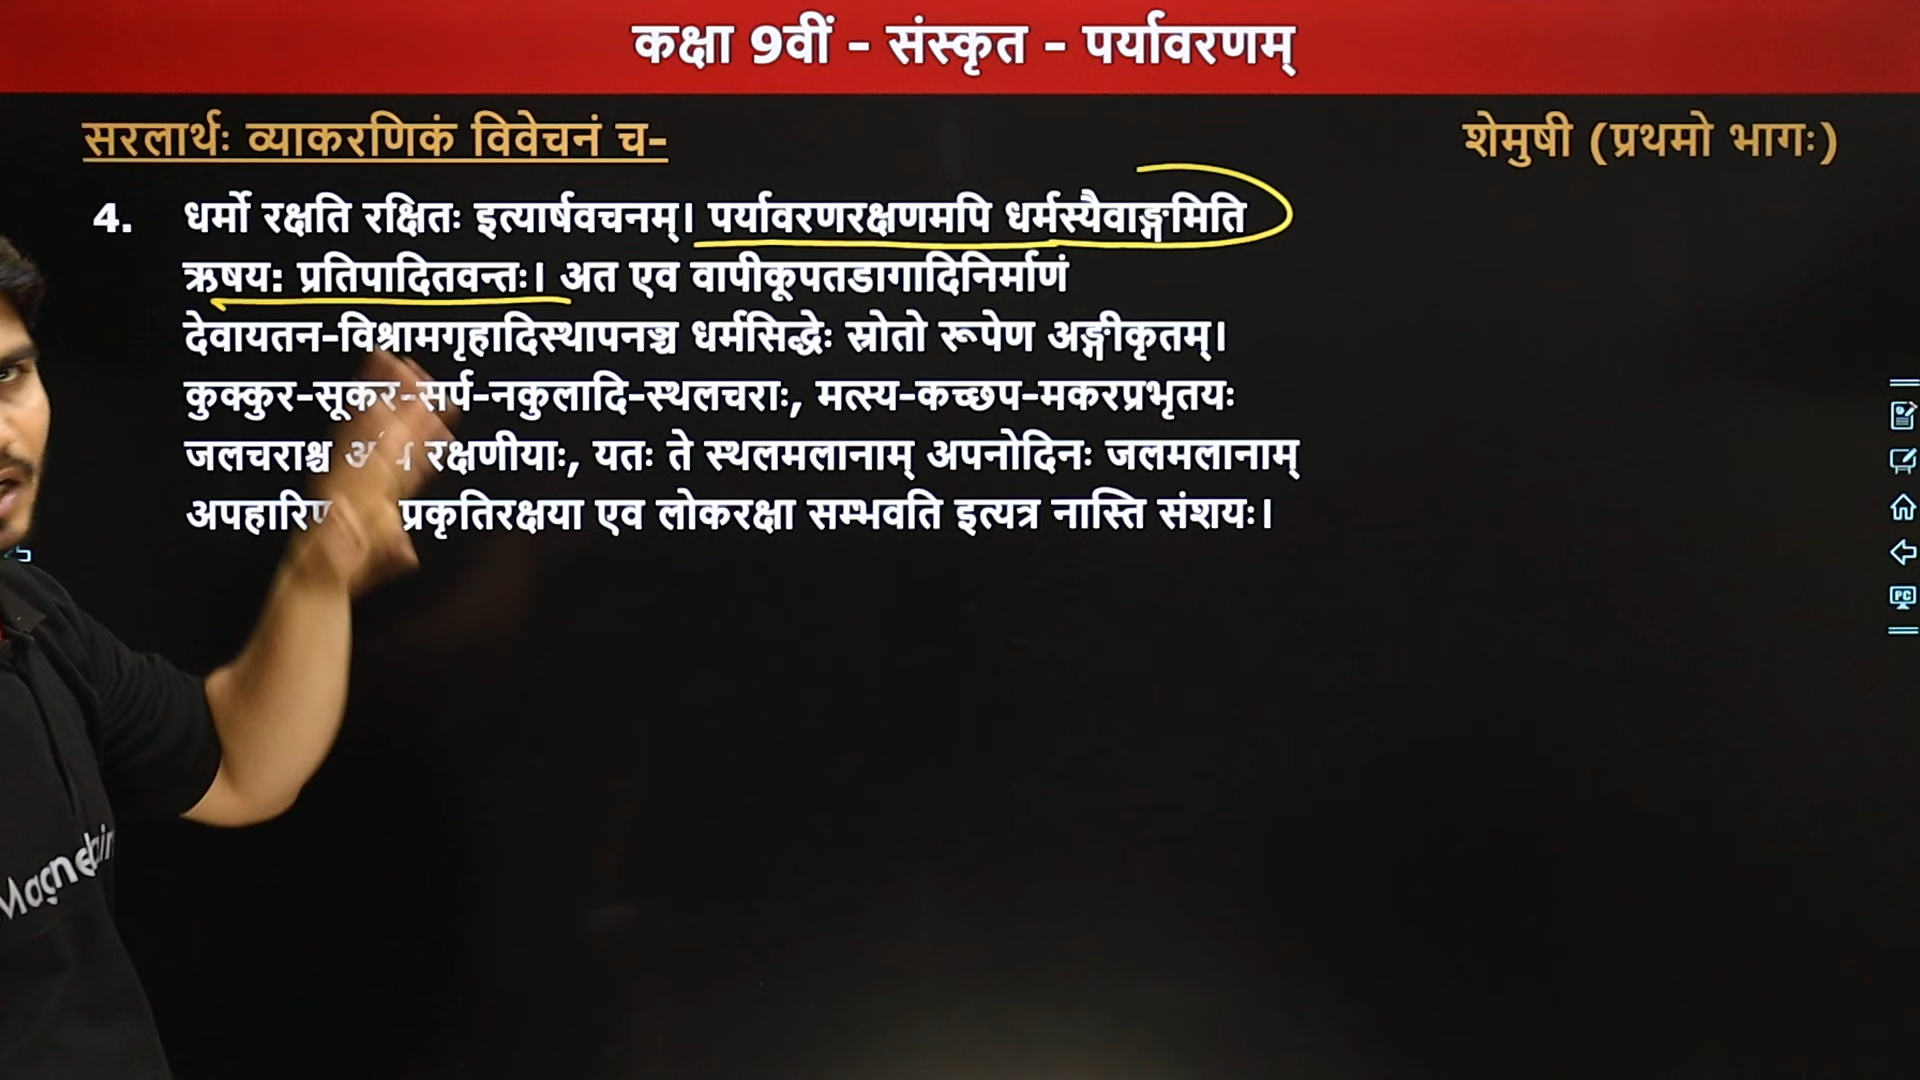 कक्षा 9वीं - संस्कृत - पर्यावरणम्
सरलार्थः व्याकरणिकं विवेचनं च-
शेमुषी (प्रथमो भागः)
4. धर्मो रक्षति रक्षितः इत्यार्षवचनम्। पर्यावरणरक्षणमपि धर्मस्यैवाङ्गमिति
ऋषय: प्रतिपादितवन्तः। अत एव वापीकूपतडागादिनिर्माणं
देवायतन-विश्रामगृहादिस्थापनञ्च धर्मसिद्धेः स्रोतो रूपेण अङ्गीकृतम्।
कुक्कुर-सूकर-सर्प-नकुलादि-स्थलचराः, मत्स्य-कच्छप-मकरप्रभृतयः
जलचराश्च रक्षणीयाः, यतः ते स्थलमलानाम् अपनोदिनः जलमलानाम्
प्रकृतिरक्षया एव लोकरक्षा सम्भवति इत्यत्र नास्ति संशयः।
PC